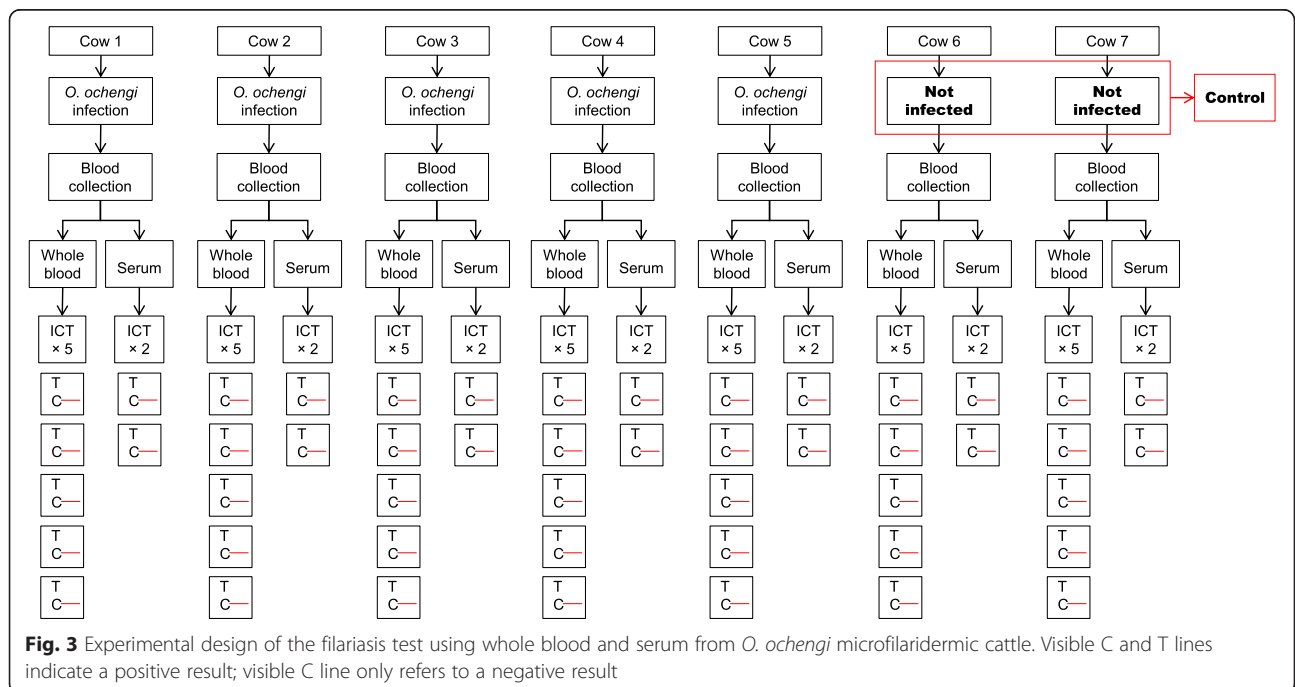 Cow 1 Cow 2 Cow 3 Cow 4 Cow 5 Cow 6 Cow 7
O. ochengi O. ochengi O. ochengi O. ochengi O. ochengi Not Not Control
infection infection infection infection infection infected infected
Blood Blood Blood Blood Blood Blood Blood
collection collection collection collection collection collection collection
Whole Serum Whole Serum Whole Serum Whole Serum Whole Serum Whole Serum Whole Serum
blood blood blood blood blood blood blood
ICT ICT ICT ICT ICT ICT ICT ICT ICT ICT ICT ICT ICT ICT
× 5 × 2 × 5 × 2 × 5 × 2 × 5 × 2 × 5 × 2 × 5 × 2 × 5 × 2
T T T T T T T T T T T T T T
C C C C C C C C C C C C C C
T T T T T T T T T T T T T T
C C C C C C C C C C C C C C
T T T T T T T
C C C C C C C
T T T T T T T
C C C C C C C
T T T T T T T
C C C C C C C
Fig. 3 Experimental design of the filariasis test using whole blood and serum from O. ochengi microfilaridermic cattle. Visible C and T lines
indicate a positive result; visible C line only refers to a negative result